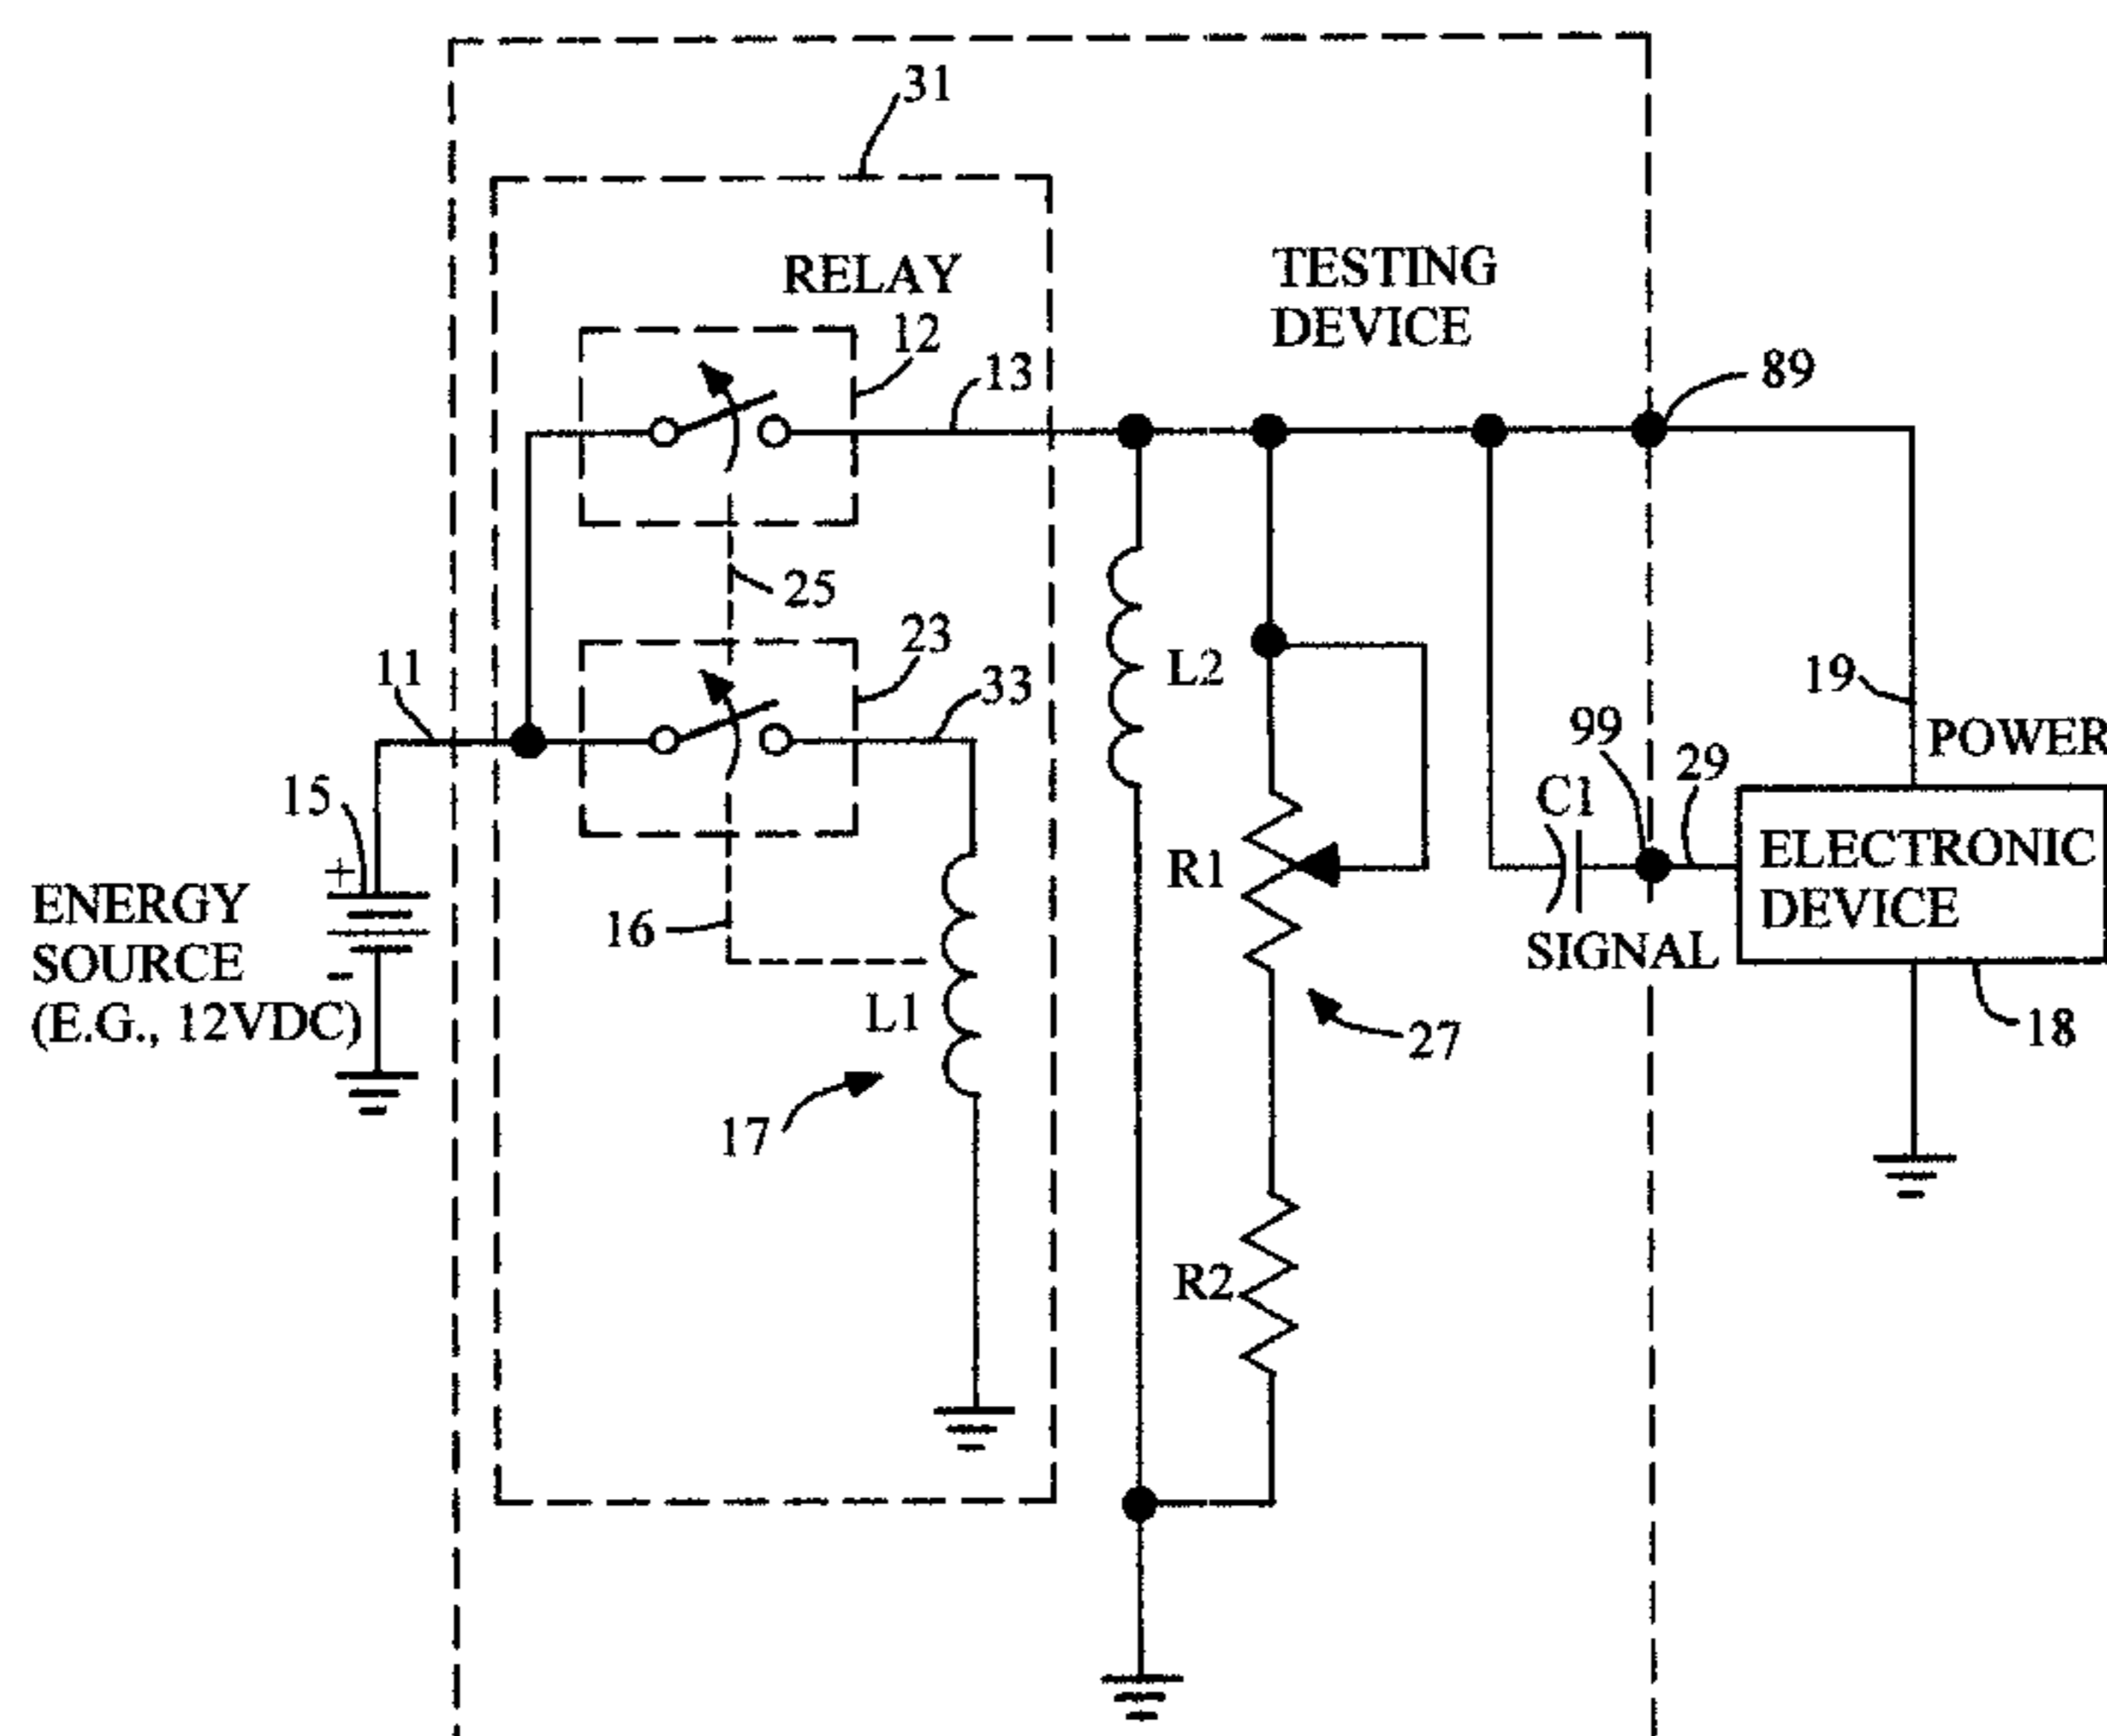 31
RELAY
12
13
TESTING
DEVICE
89
25
23
33
11
L2
19
POWER
99
29
15
C1
+
ENERGY
SOURCE
(E.G., 12VDC)
-
16
L1
R1
ELECTRONIC
DEVICE
SIGNAL
27
18
17
R2